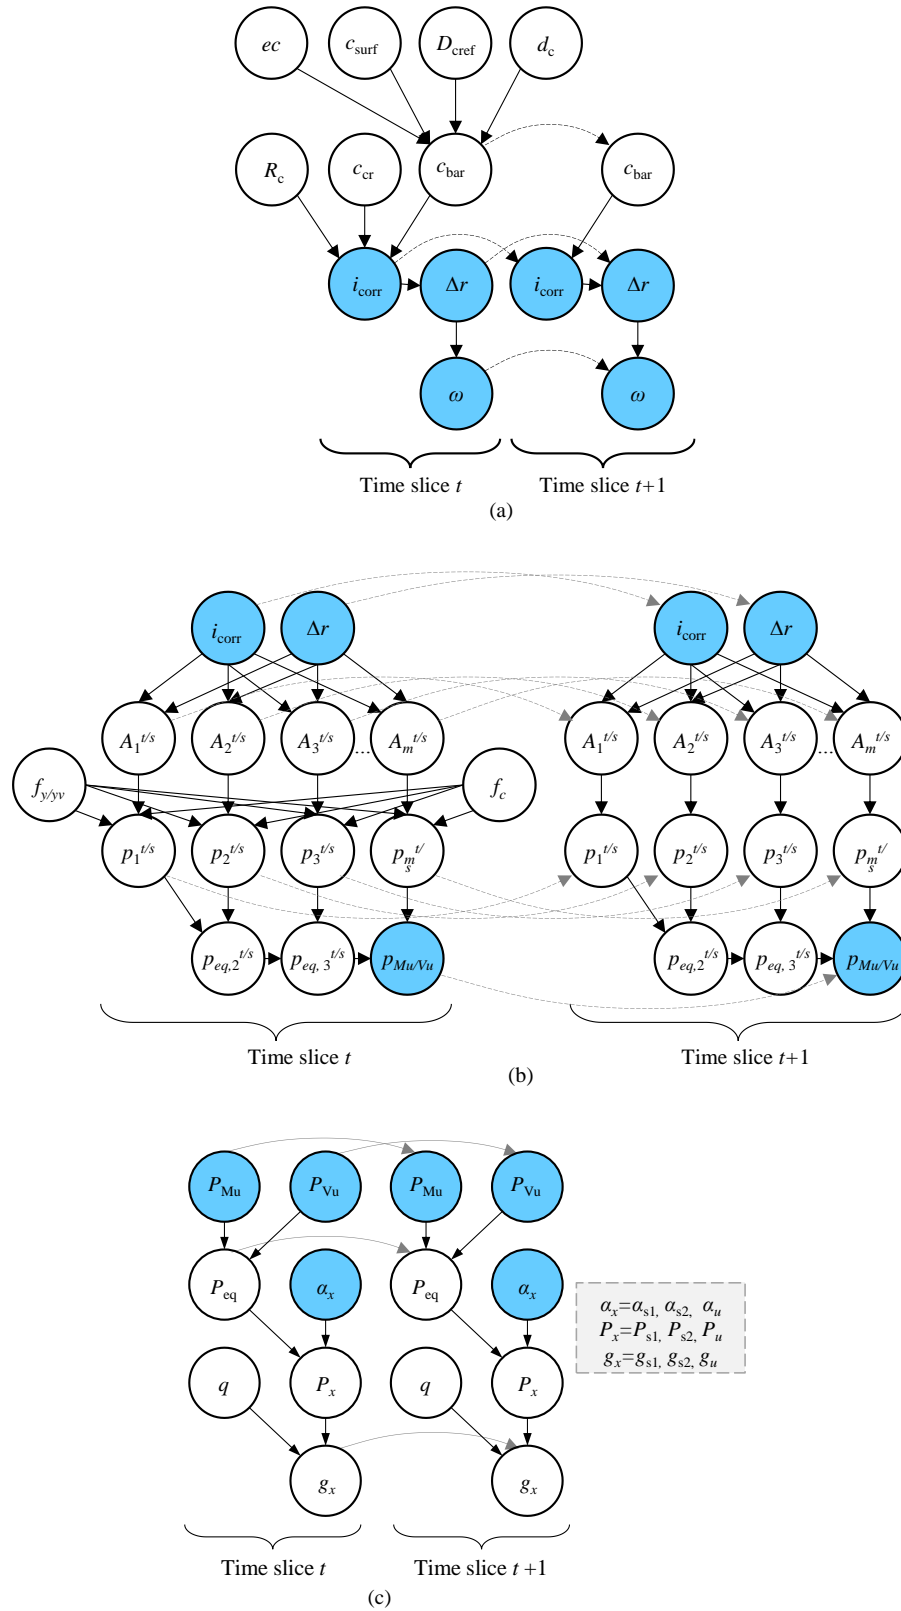 ec c_surf D_cref d_c
R_c c_cr c_bar c_bar
i_corr Δr i_corr Δr
ω ω
Time slice t Time slice t+1
(a)
i_corr Δr i_corr Δr
A_1^t/s A_2^t/s A_3^t/s ... A_m^t/s A_1^t/s A_2^t/s A_3^t/s ... A_m^t/s
f_y/yv f_c
p_1^t/s p_2^t/s p_3^t/s p_m^t/s p_1^t/s p_2^t/s p_3^t/s p_m^t/s
p_eq,2^t/s p_eq, 3^t/s p_Mu/Vu p_eq,2^t/s p_eq, 3^t/s p_Mu/Vu
Time slice t Time slice t+1
(b)
P_Mu P_Vu P_Mu P_Vu
P_eq α_x P_eq α_x
α_x=α_s1, α_s2, α_u
P_x=P_s1, P_s2, P_u
g_x=g_s1, g_s2, g_u
q P_x q P_x
g_x g_x
Time slice t Time slice t +1
(c)